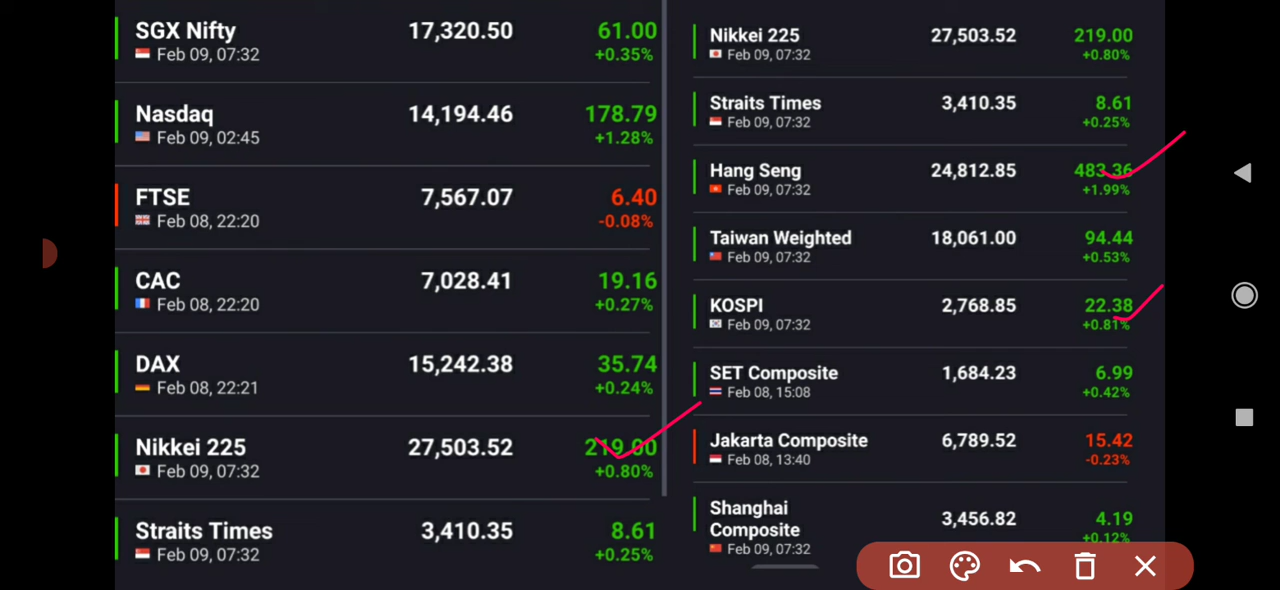 SGX Nifty 17,320.50 61.00
Feb 09, 07:32 +0.35%
Nasdaq 14,194.46 178.79
Feb 09, 02:45 +1.28%
FTSE 7,567.07 6.40
Feb 08, 22:20 -0.08%
CAC 7,028.41 19.16
Feb 08, 22:20 +0.27%
DAX 15,242.38 35.74
Feb 08, 22:21 +0.24%
Nikkei 225 27,503.52 219.00
Feb 09, 07:32 +0.80%
Straits Times 3,410.35 8.61
Feb 09, 07:32 +0.25%
Nikkei 225 27,503.52 219.00
Feb 09, 07:32 +0.80%
Straits Times 3,410.35 8.61
Feb 09, 07:32 +0.25%
Hang Seng 24,812.85 483.36
Feb 09, 07:32 +1.99%
Taiwan Weighted 18,061.00 94.44
Feb 09, 07:32 +0.53%
KOSPI 2,768.85 22.38
Feb 09, 07:32 +0.81%
SET Composite 1,684.23 6.99
Feb 08, 15:08 +0.42%
Jakarta Composite 6,789.52 15.42
Feb 08, 13:40 -0.23%
Shanghai
Composite 3,456.82 4.19
Feb 09, 07:32 +0.12%